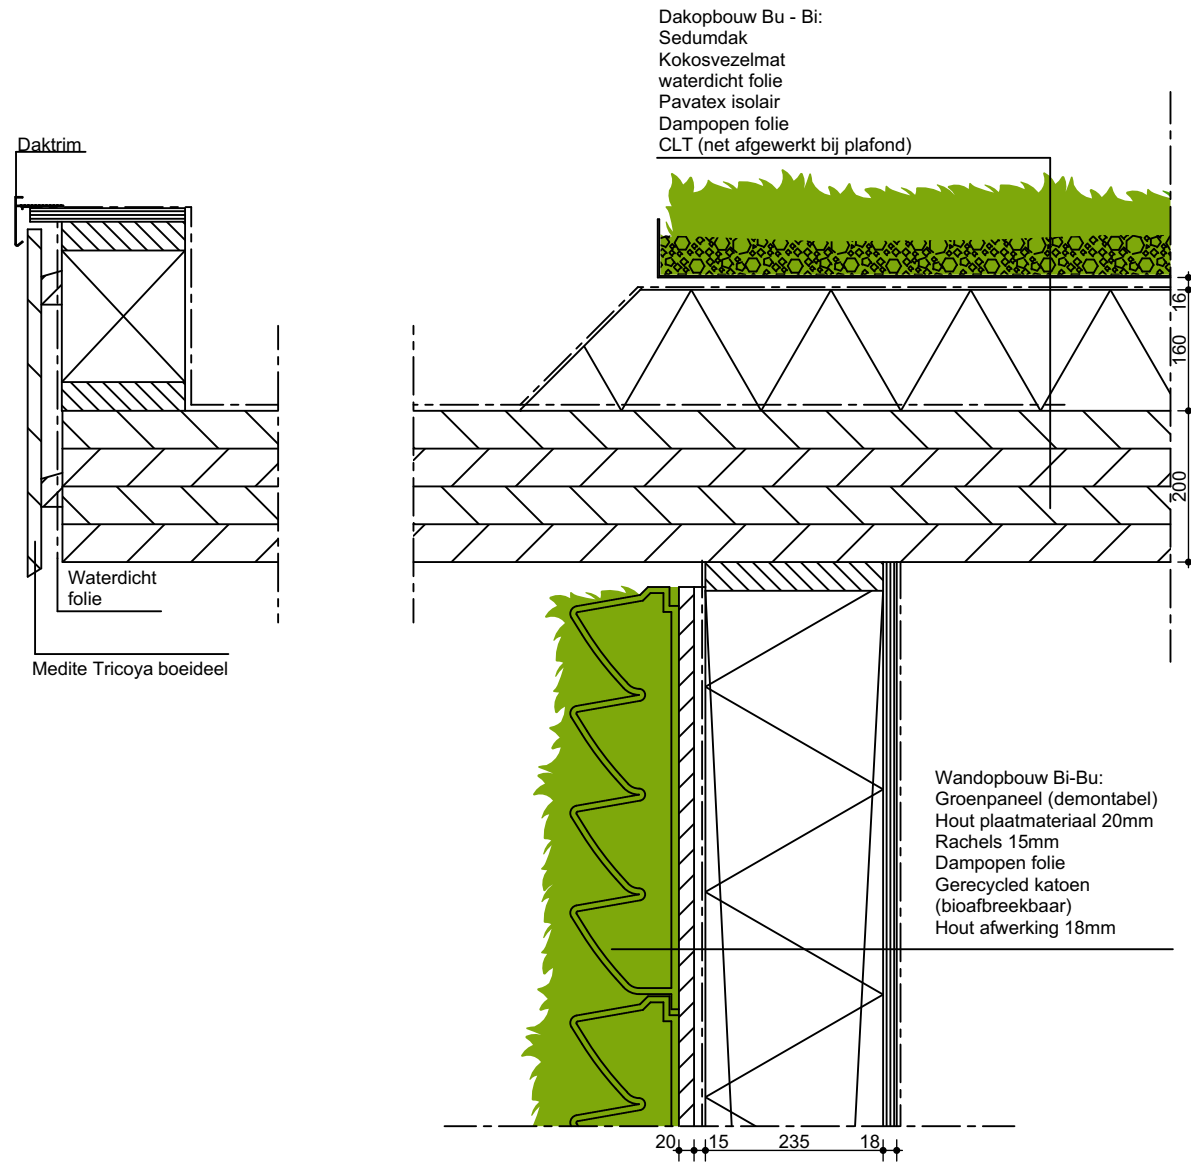 Dakopbouw Bu - Bi:
Sedumdak
Kokosvezelmat
waterdicht folie
Pavatex isolair
Dampopen folie
CLT (net afgewerkt bij plafond)
Daktrim
16
160
200
Waterdicht
folie
Medite Tricoya boeideel
Wandopbouw Bi-Bu:
Groenpaneel (demontabel)
Hout plaatmateriaal 20mm
Rachels 15mm
Dampopen folie
Gerecycled katoen
(bioafbreekbaar)
Hout afwerking 18mm
20 15 235 18